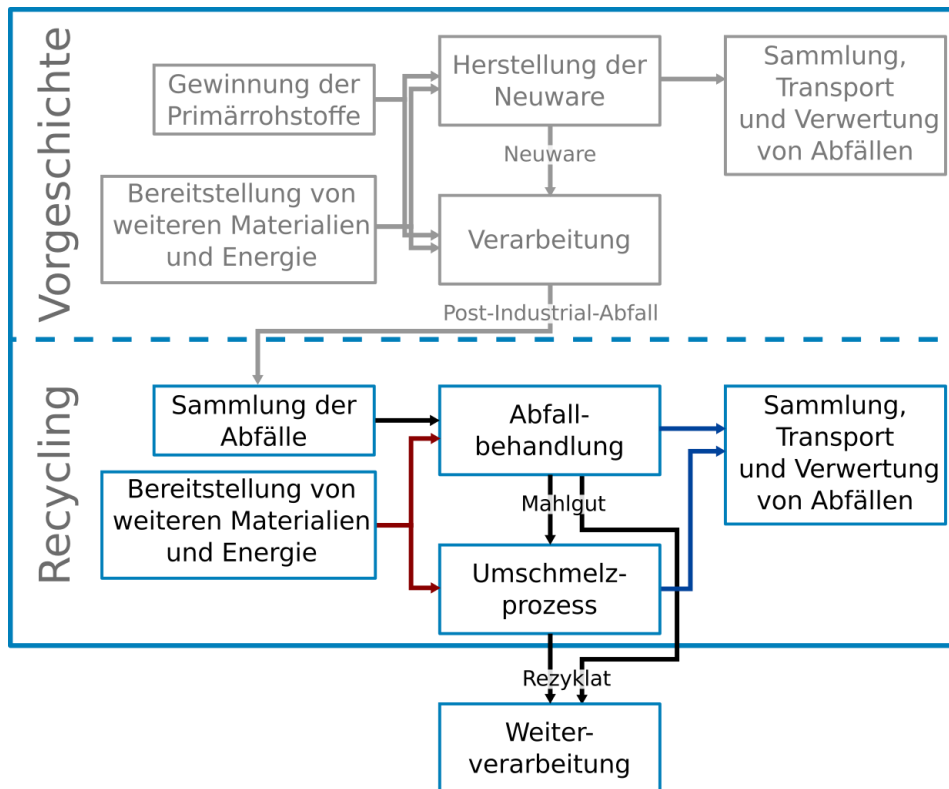 Vorgeschichte
Gewinnung der
Primärrohstoffe
Herstellung der
Neuware
Sammlung,
Transport
und Verwertung
von Abfällen
Neuware
Bereitstellung von
weiteren Materialien
und Energie
Verarbeitung
Post-Industrial-Abfall
Recycling
Sammlung der
Abfälle
Abfall-
behandlung
Sammlung,
Transport
und Verwertung
von Abfällen
Bereitstellung von
weiteren Materialien
und Energie
Mahlgut
Umschmelz-
prozess
Rezyklat
Weiter-
verarbeitung